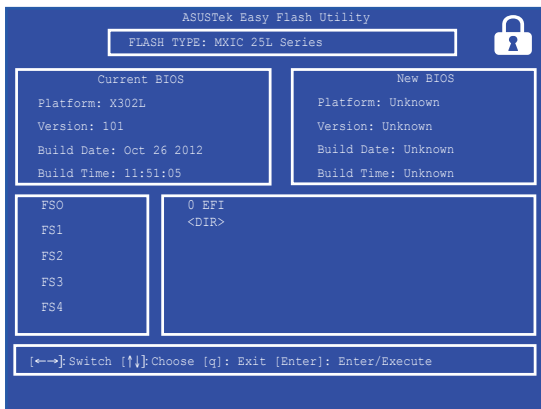 ASUSTek Easy Flash Utility
FLASH TYPE: MXIC 25L Series
Current BIOS
Platform: X302L
Version: 101
Build Date: Oct 26 2012
Build Time: 11:51:05
New BIOS
Platform: Unknown
Version: Unknown
Build Date: Unknown
Build Time: Unknown
FSO
FS1
FS2
FS3
FS4
0 EFI
<DIR>
[←→]:Switch [↑↓]:Choose [q]: Exit [Enter]: Enter/Execute